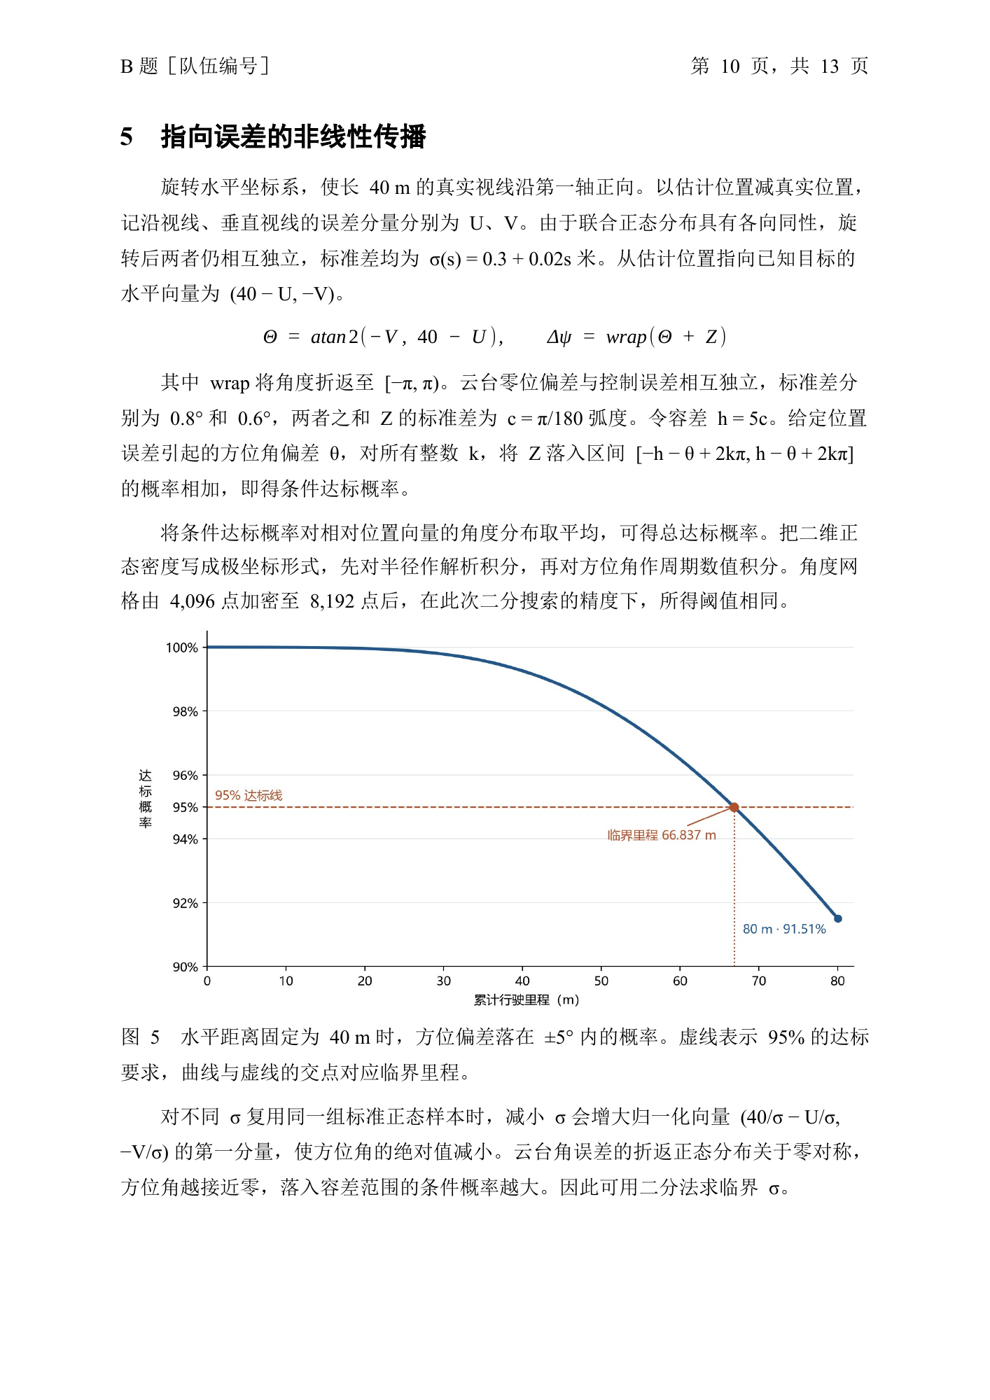 B 题［队伍编号］
第 10 页，共 13 页
5 指向误差的非线性传播
旋转水平坐标系，使长 40 m 的真实视线沿第一轴正向。以估计位置减真实位置，
记沿视线、垂直视线的误差分量分别为 U、V。由于联合正态分布具有各向同性，旋
转后两者仍相互独立，标准差均为 σ(s) = 0.3 + 0.02s 米。从估计位置指向已知目标的
水平向量为 (40 − U, −V)。
Θ = atan2(−V, 40 − U), Δψ = wrap(Θ + Z)
其中 wrap 将角度折返至 [−π, π)。云台零位偏差与控制误差相互独立，标准差分
别为 0.8° 和 0.6°，两者之和 Z 的标准差为 c = π/180 弧度。令容差 h = 5c。给定位置
误差引起的方位角偏差 θ，对所有整数 k，将 Z 落入区间 [−h − θ + 2kπ, h − θ + 2kπ]
的概率相加，即得条件达标概率。
将条件达标概率对相对位置向量的角度分布取平均，可得总达标概率。把二维正
态密度写成极坐标形式，先对半径作解析积分，再对方位角作周期数值积分。角度网
格由 4,096 点加密至 8,192 点后，在此次二分搜索的精度下，所得阈值相同。
100%
98%
96%
95%
94%
92%
90%
达标概率
95% 达标线
临界里程 66.837 m
80 m · 91.51%
0 10 20 30 40 50 60 70 80
累计行驶里程（m）
图 5 水平距离固定为 40 m 时，方位偏差落在 ±5° 内的概率。虚线表示 95% 的达标
要求，曲线与虚线的交点对应临界里程。
对不同 σ 复用同一组标准正态样本时，减小 σ 会增大归一化向量 (40/σ − U/σ,
−V/σ) 的第一分量，使方位角的绝对值减小。云台角误差的折返正态分布关于零对称，
方位角越接近零，落入容差范围的条件概率越大。因此可用二分法求临界 σ。